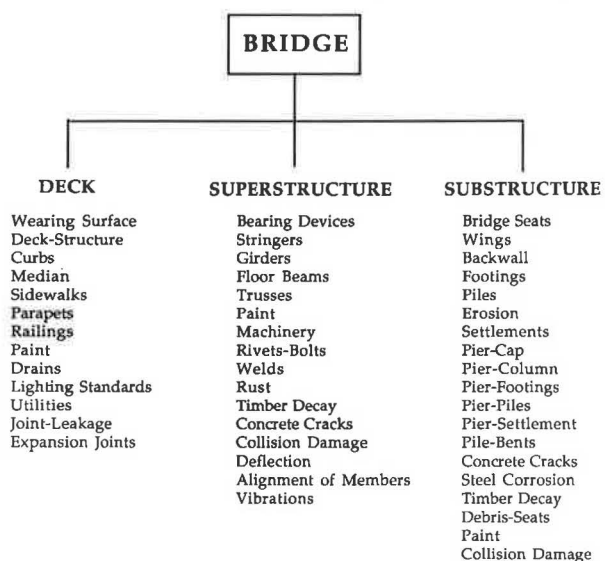 BRIDGE
DECK
Wearing Surface
Deck-Structure
Curbs
Median
Sidewalks
Parapets
Railings
Paint
Drains
Lighting Standards
Utilities
Joint-Leakage
Expansion Joints
SUPERSTRUCTURE
Bearing Devices
Stringers
Girders
Floor Beams
Trusses
Paint
Machinery
Rivets-Bolts
Welds
Rust
Timber Decay
Concrete Cracks
Collision Damage
Deflection
Alignment of Members
Vibrations
SUBSTRUCTURE
Bridge Seats
Wings
Backwall
Footings
Piles
Erosion
Settlements
Pier-Cap
Pier-Column
Pier-Footings
Pier-Piles
Pier-Settlement
Pile-Bents
Concrete Cracks
Steel Corrosion
Timber Decay
Debris-Seats
Paint
Collision Damage